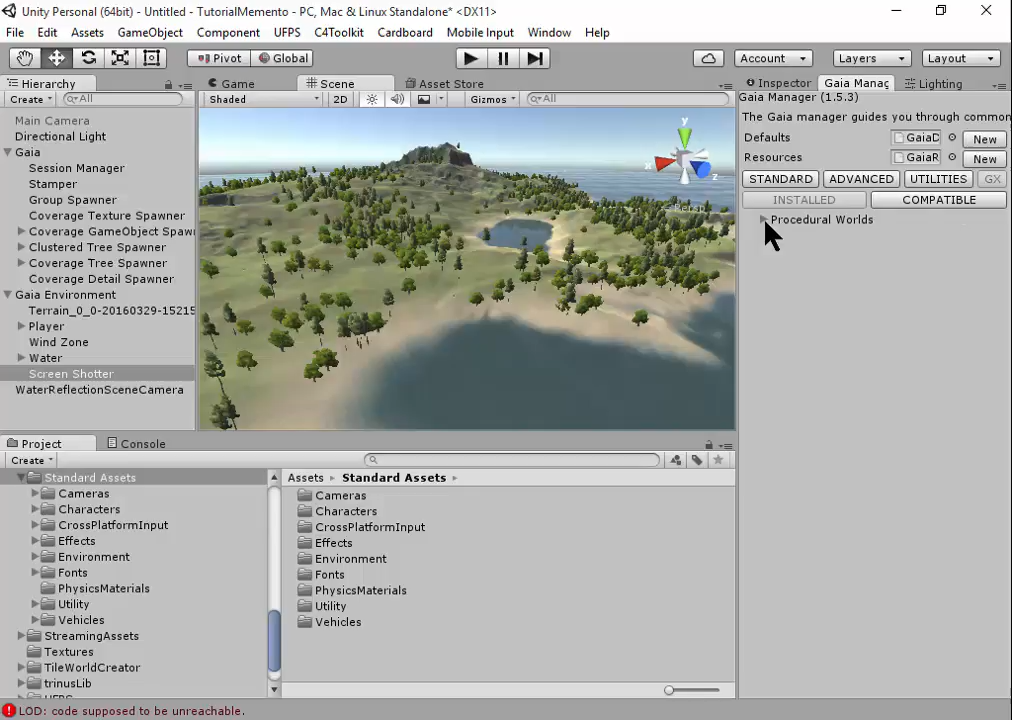 Unity Personal (64bit) - Untitled - TutorialMemento - PC, Mac & Linux Standalone* <DX11>
File Edit Assets GameObject Component UFPS C4Toolkit Cardboard Mobile Input Window Help
Pivot Global Account Layers Layout
Hierarchy Game Scene Asset Store Inspector Gaia Manag Lighting
Create All Shaded 2D Gizmos All Gaia Manager (1.5.3)
Main Camera
Directional Light
Gaia
Session Manager
Stamper
Group Spawner
Coverage Texture Spawner
Coverage GameObject Spawn
Clustered Tree Spawner
Coverage Tree Spawner
Coverage Detail Spawner
Gaia Environment
Terrain_0_0-20160329-15215
Player
Wind Zone
Water
Screen Shotter
WaterReflectionSceneCamera
y
x
z
Persp
The Gaia manager guides you through common
Defaults GaiaD New
Resources GaiaR New
STANDARD ADVANCED UTILITIES GX
INSTALLED COMPATIBLE
Procedural Worlds
Project Console
Create
Standard Assets
Cameras
Characters
CrossPlatformInput
Effects
Environment
Fonts
PhysicsMaterials
Utility
Vehicles
StreamingAssets
Textures
TileWorldCreator
trinusLib
UFPS
Assets Standard Assets
Cameras
Characters
CrossPlatformInput
Effects
Environment
Fonts
PhysicsMaterials
Utility
Vehicles
LOD: code supposed to be unreachable.